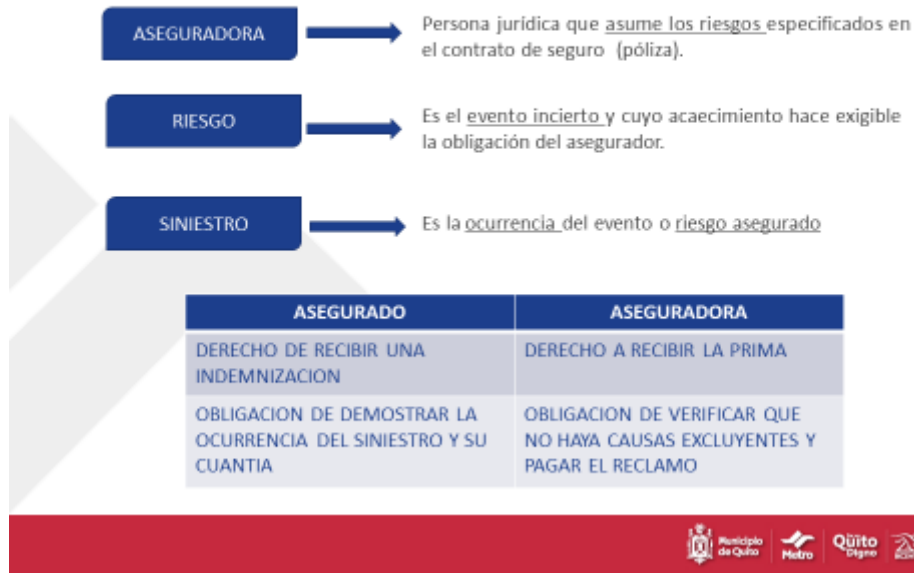 ASEGURADORA
Persona jurídica que asume los riesgos especificados en
el contrato de seguro (póliza).
RIESGO
Es el evento incierto y cuyo acaecimiento hace exigible
la obligación del asegurador.
SINIESTRO
Es la ocurrencia del evento o riesgo asegurado
ASEGURADO
ASEGURADORA
DERECHO DE RECIBIR UNA
INDEMNIZACION
DERECHO A RECIBIR LA PRIMA
OBLIGACION DE DEMOSTRAR LA
OCURRENCIA DEL SINIESTRO Y SU
CUANTIA
OBLIGACION DE VERIFICAR QUE
NO HAYA CAUSAS EXCLUYENTES Y
PAGAR EL RECLAMO
Municipio
de Quito
Metro
Quito
Digno